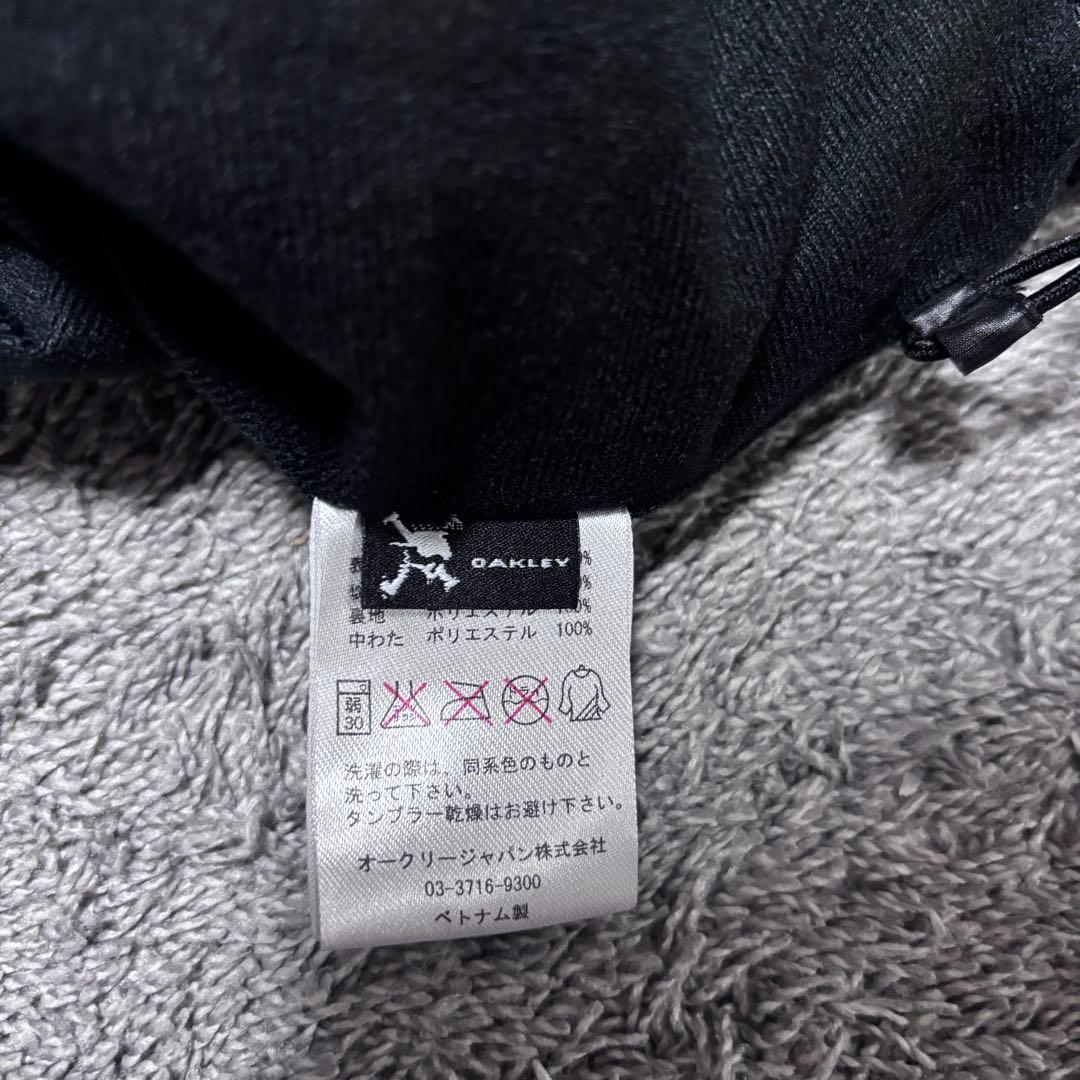 OAKLEY
%
%
裏地 ポリエステル 100%
中わた ポリエステル 100%
弱
30
洗濯の際は、同系色のものと
洗って下さい。
タンブラー乾燥はお避け下さい。
オークリージャパン株式会社
03-3716-9300
ベトナム製